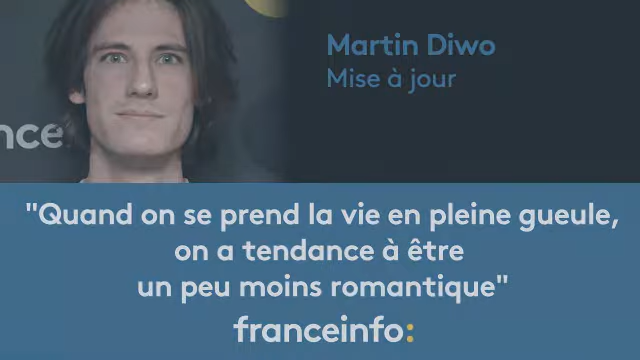 Martin Diwo
Mise à jour
nce
"Quand on se prend la vie en pleine gueule,
on a tendance à être
un peu moins romantique"
franceinfo: